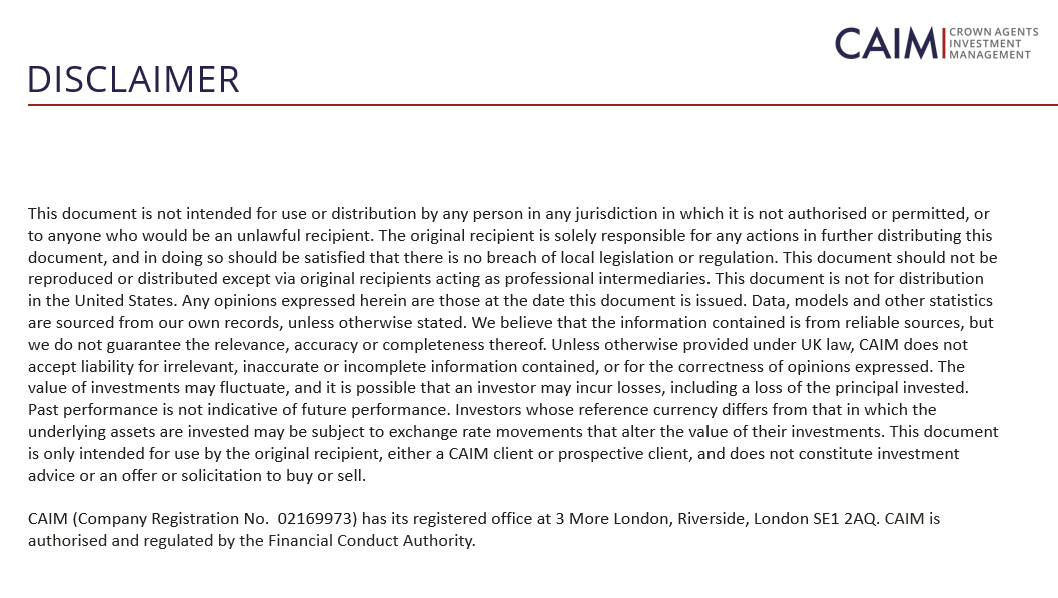 CAIM
CROWN AGENTS
INVESTMENT
MANAGEMENT
DISCLAIMER
This document is not intended for use or distribution by any person in any jurisdiction in which it is not authorised or permitted, or
to anyone who would be an unlawful recipient. The original recipient is solely responsible for any actions in further distributing this
document, and in doing so should be satisfied that there is no breach of local legislation or regulation. This document should not be
reproduced or distributed except via original recipients acting as professional intermediaries. This document is not for distribution
in the United States. Any opinions expressed herein are those at the date this document is issued. Data, models and other statistics
are sourced from our own records, unless otherwise stated. We believe that the information contained is from reliable sources, but
we do not guarantee the relevance, accuracy or completeness thereof. Unless otherwise provided under UK law, CAIM does not
accept liability for irrelevant, inaccurate or incomplete information contained, or for the correctness of opinions expressed. The
value of investments may fluctuate, and it is possible that an investor may incur losses, including a loss of the principal invested.
Past performance is not indicative of future performance. Investors whose reference currency differs from that in which the
underlying assets are invested may be subject to exchange rate movements that alter the value of their investments. This document
is only intended for use by the original recipient, either a CAIM client or prospective client, and does not constitute investment
advice or an offer or solicitation to buy or sell.
CAIM (Company Registration No.  02169973) has its registered office at 3 More London, Riverside, London SE1 2AQ. CAIM is
authorised and regulated by the Financial Conduct Authority.